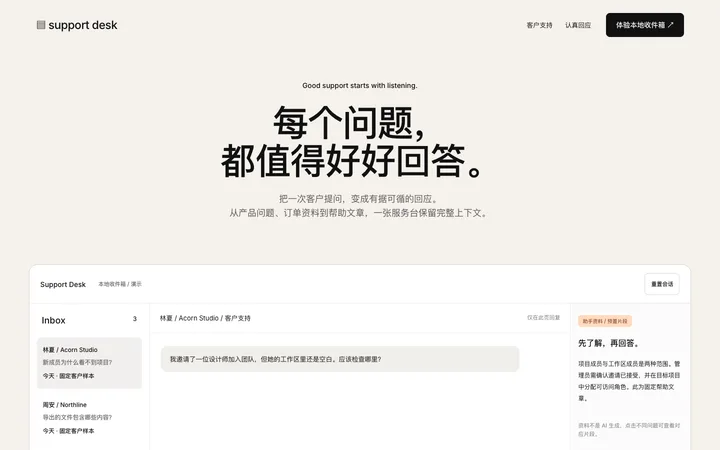 support desk
客户支持
认真回应
体验本地收件箱 ↗
Good support starts with listening.
每个问题，
都值得好好回答。
把一次客户提问，变成有据可循的回应。
从产品问题、订单资料到帮助文章，一张服务台保留完整上下文。
Support Desk
本地收件箱 / 演示
重置会话
Inbox
3
林夏 / Acorn Studio
新成员为什么看不到项目?
今天 · 固定客户样本
周安 / Northline
导出的文件包含哪些内容?
今天 · 固定客户样本
林夏 / Acorn Studio / 客户支持
仅在此页回复
我邀请了一位设计师加入团队，但她的工作区里还是空白。应该检查哪里?
助手资料 / 预置片段
先了解，再回答。
项目成员与工作区成员是两种范围。管
理员需确认邀请已接受，并在目标项目
中分配可访问角色。此为固定帮助文
章。
资料不是 AI 生成，点击不同问题可查看对
应片段。